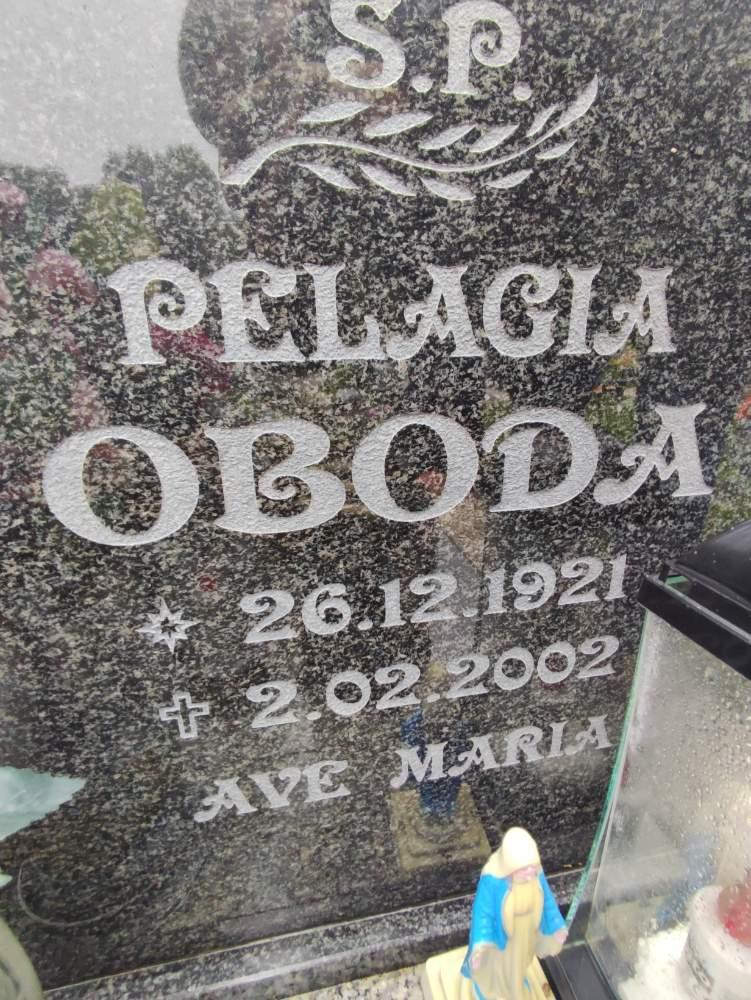 S.P.
PELAGIA
OBODA
26.12.1921
2.02.2002
AVE MARIA